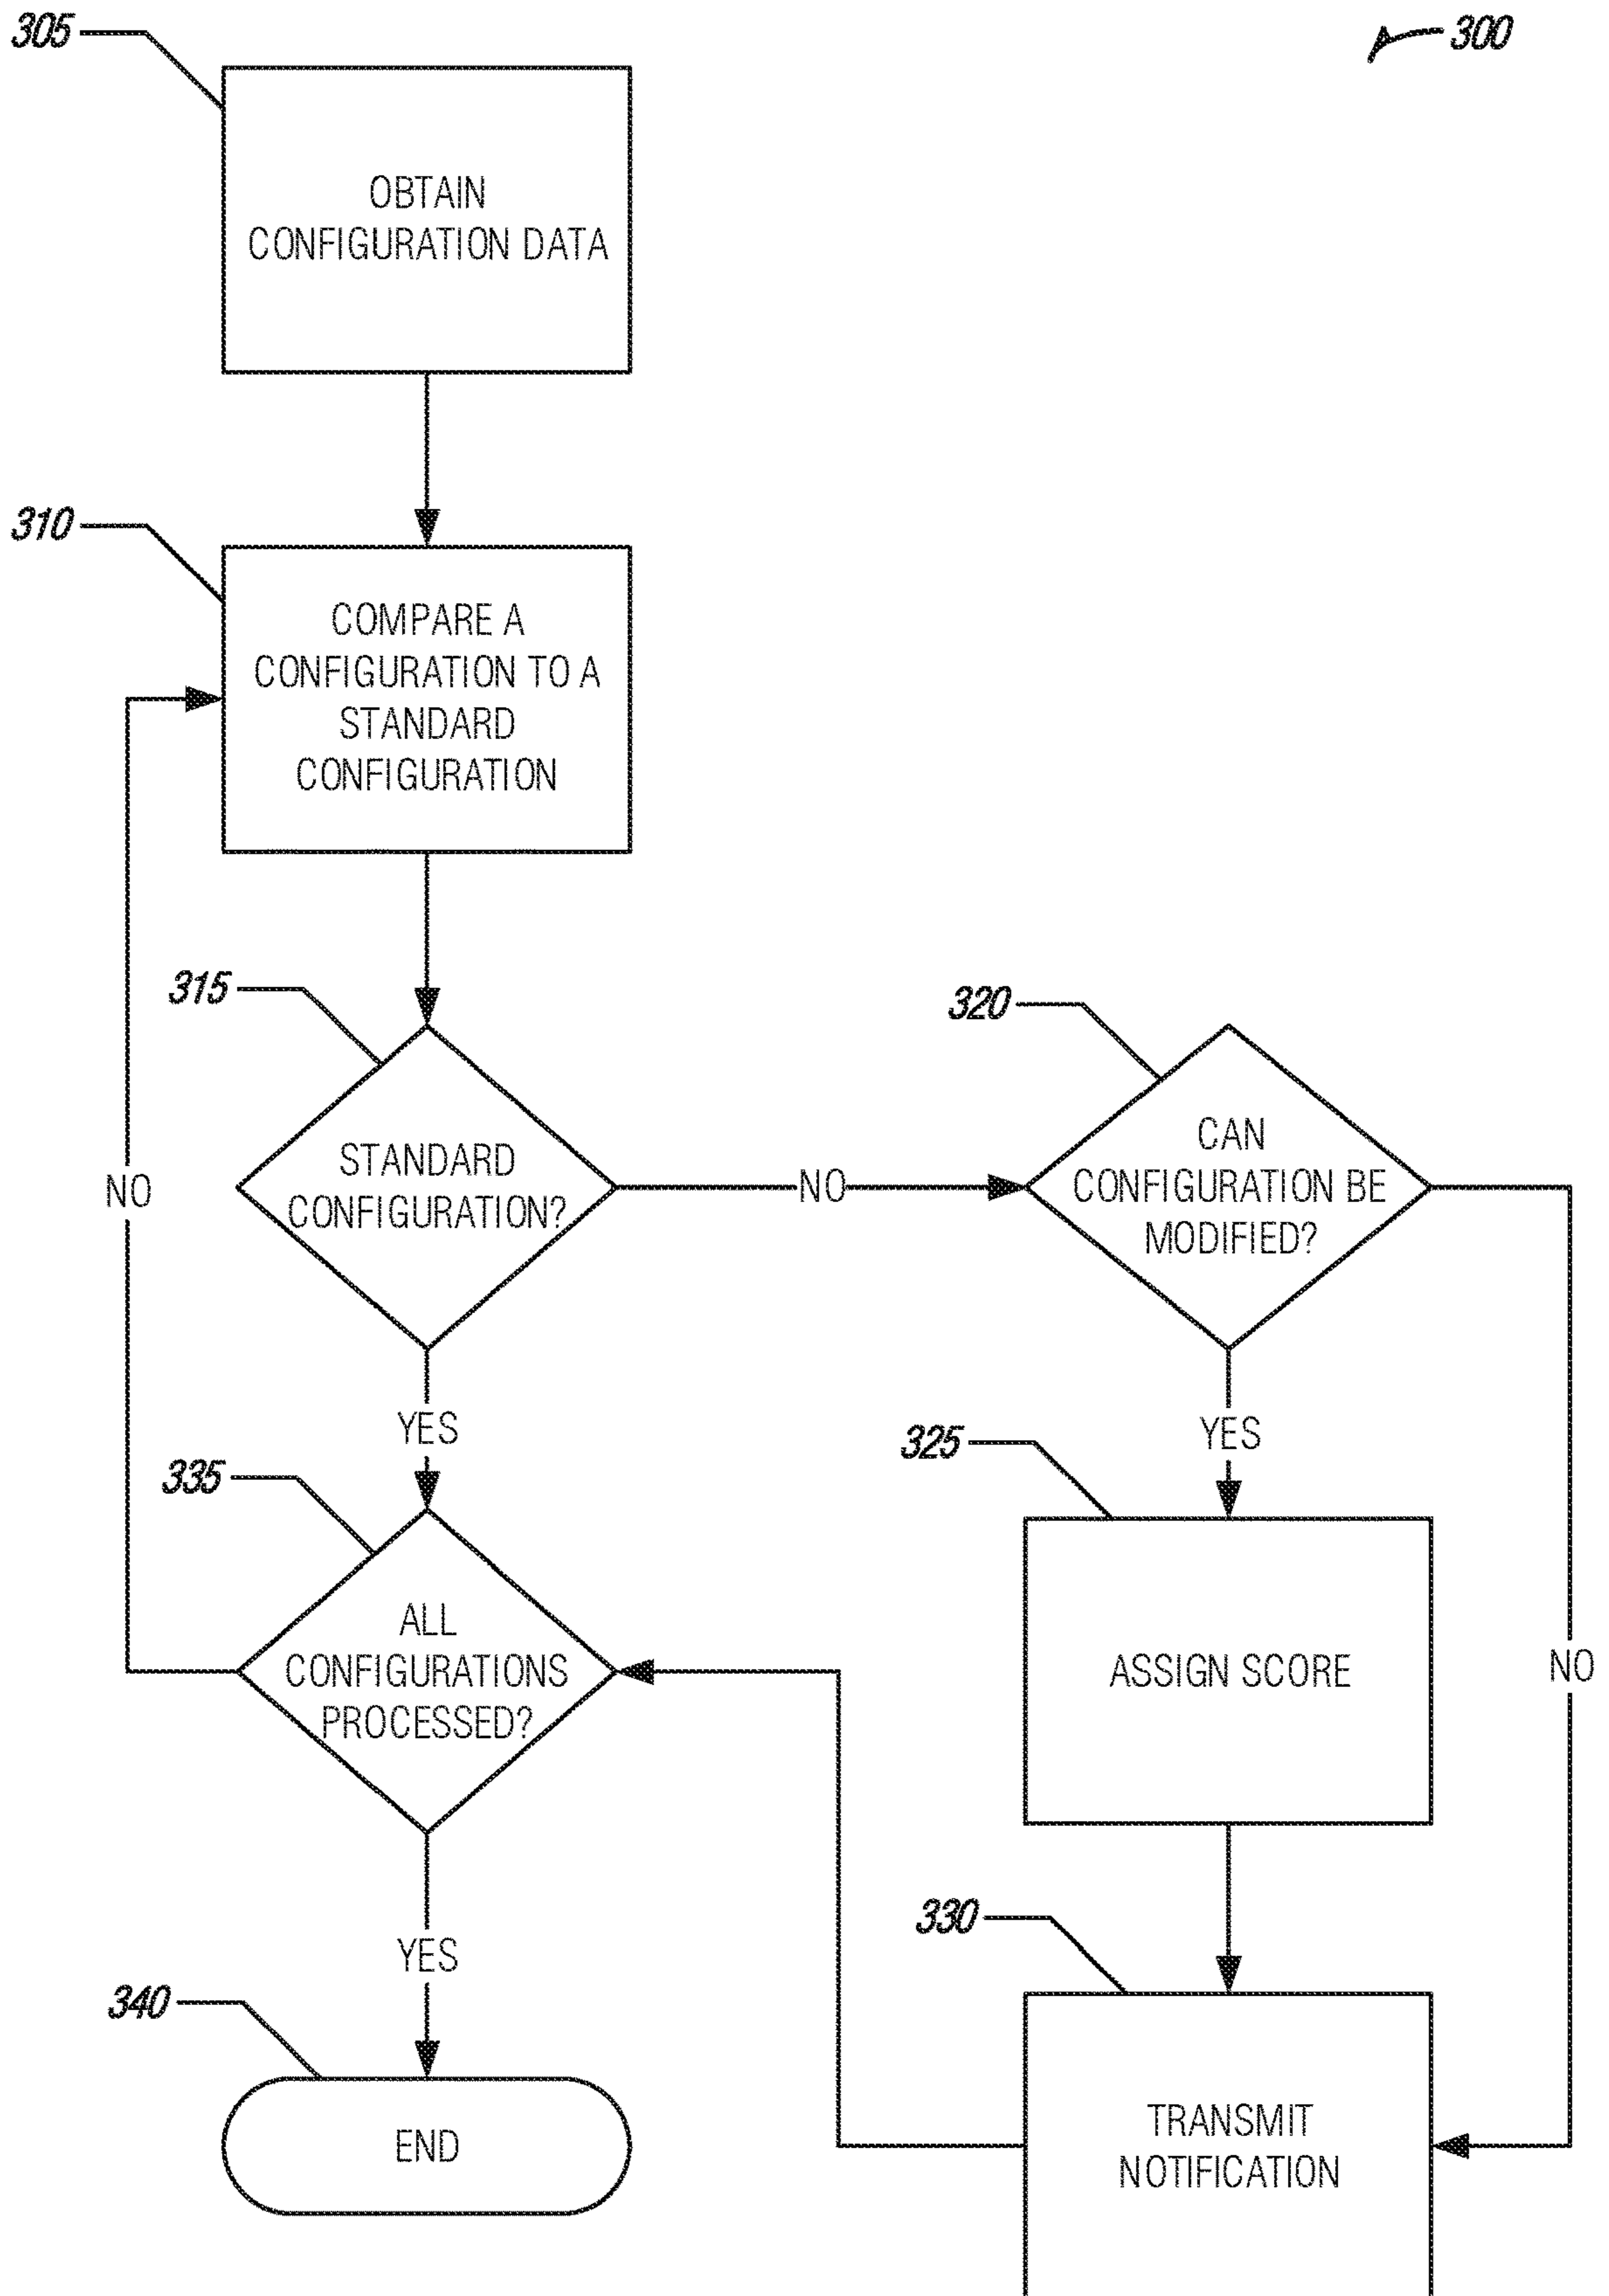 305
300
OBTAIN
CONFIGURATION DATA
310
COMPARE A
CONFIGURATION TO A
STANDARD
CONFIGURATION
315
320
STANDARD
CONFIGURATION?
NO
CAN
CONFIGURATION BE
MODIFIED?
NO
YES
YES
325
335
ALL
CONFIGURATIONS
PROCESSED?
ASSIGN SCORE
NO
330
YES
340
END
TRANSMIT
NOTIFICATION